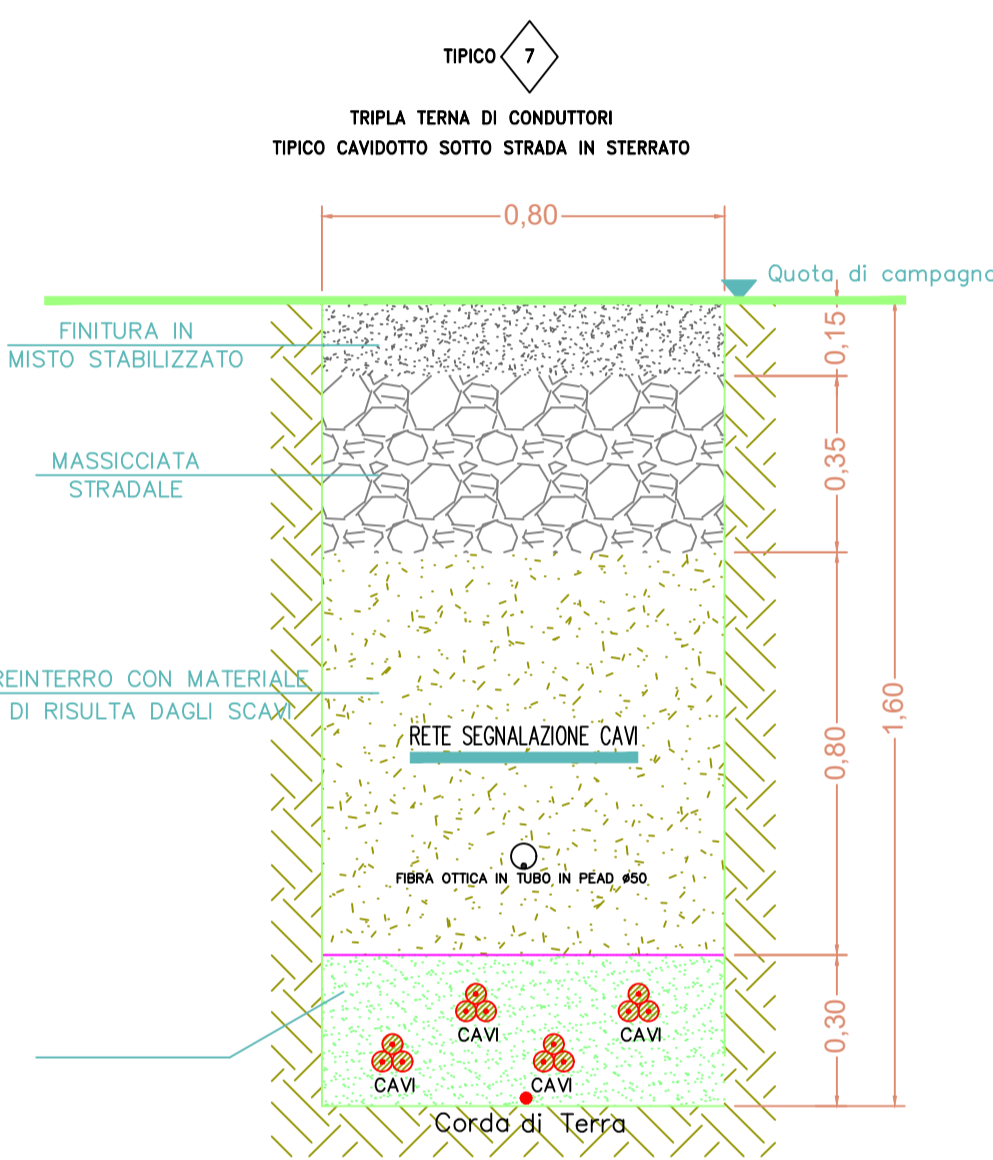 TIPICO 7
TRIPLA TERNA DI CONDUTTORI
TIPICO CAVIDOTTO SOTTO STRADA IN STERRATO
0,80
Quota di campagna
FINITURA IN
MISTO STABILIZZATO
0,15
MASSICCIATA
STRADALE
0,35
REINTERRO CON MATERIALE
DI RISULTA DAGLI SCAVI
1,60
RETE SEGNALAZIONE CAVI
0,80
FIBRA OTTICA IN TUBO IN PEAD ø50
CAVI
CAVI
0,30
CAVI
CAVI
Corda di Terra